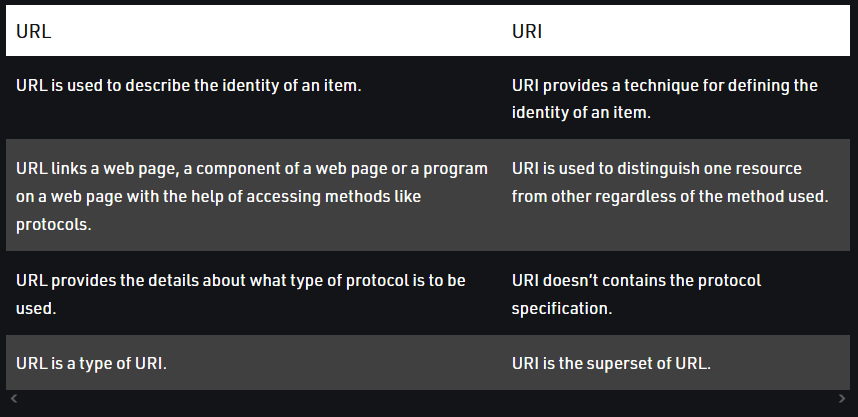 URL URI
URL is used to describe the identity of an item.
URI provides a technique for defining the
identity of an item.
URL links a web page, a component of a web page or a program
on a web page with the help of accessing methods like
protocols.
URI is used to distinguish one resource
from other regardless of the method used.
URL provides the details about what type of protocol is to be
used.
URI doesn’t contains the protocol
specification.
URL is a type of URI.
URI is the superset of URL.